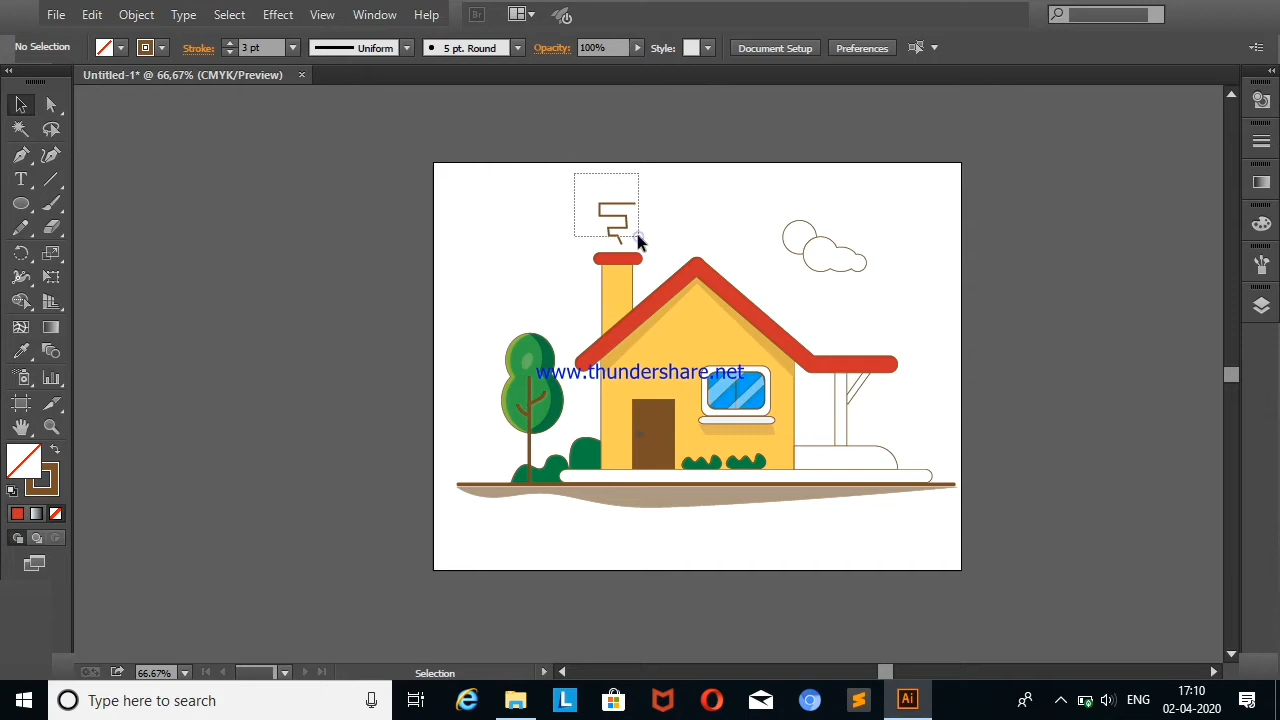 File Edit Object Type Select Effect View Window Help Br
No Selection Stroke: 3 pt Uniform 5 pt. Round Opacity: 100% Style: Document Setup Preferences
Untitled-1* @ 66,67% (CMYK/Preview) ×
T
www.thundershare.net
66.67% Selection
Type here to search L Ai ENG 17:10
02-04-2020